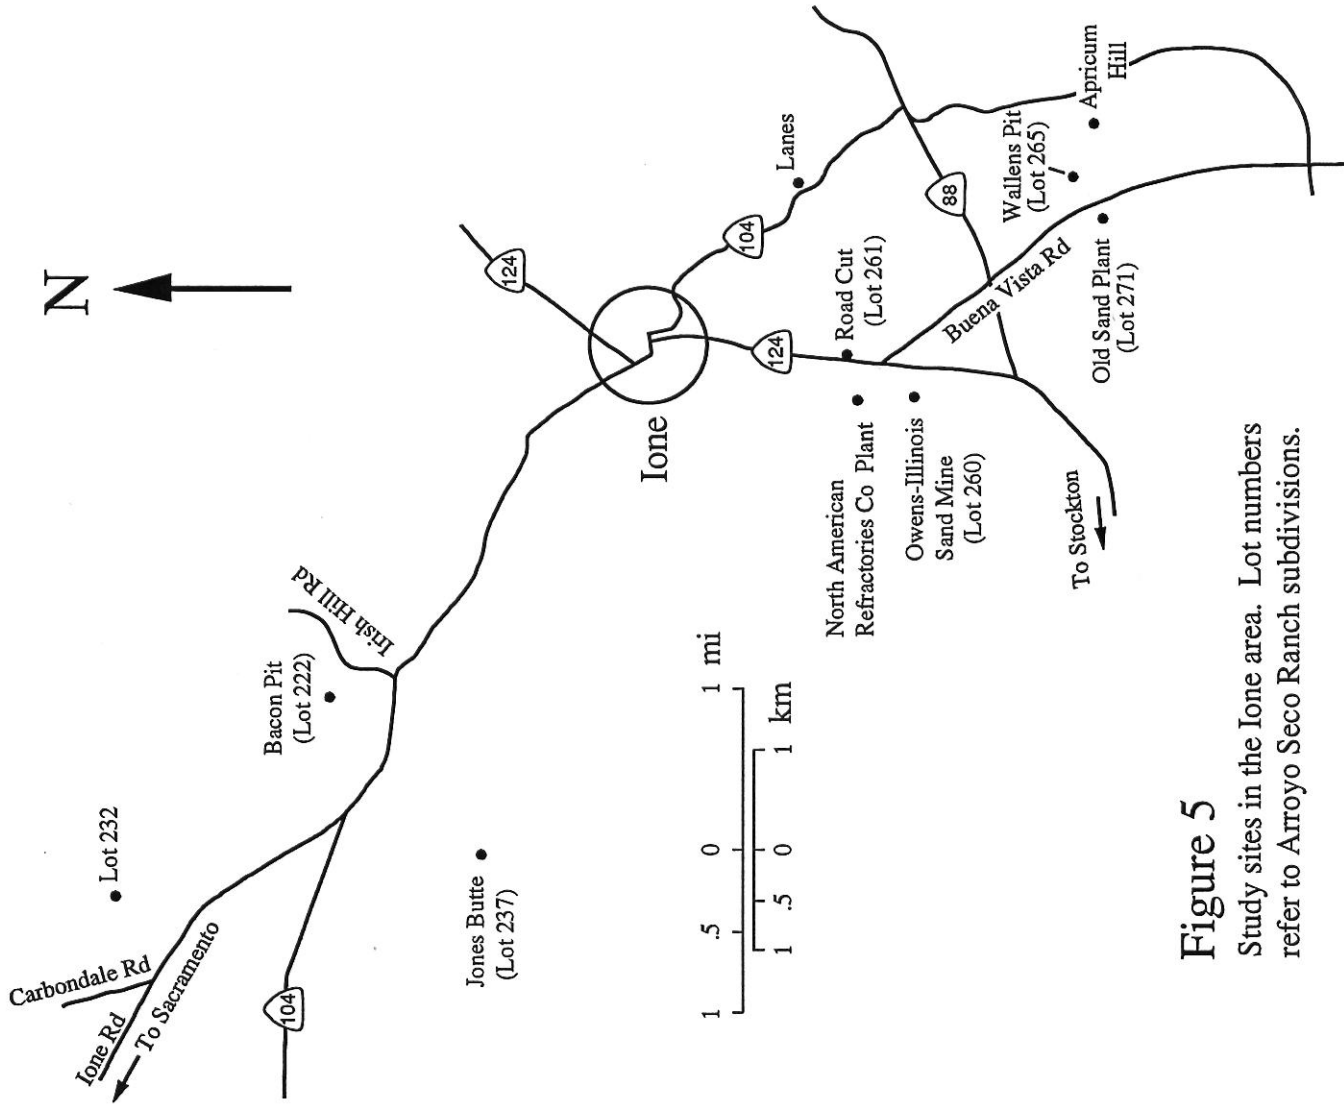 N
Carbondale Rd
Ione Rd
To Sacramento
Lot 232
104
Bacon Pit
(Lot 222)
Irish Hill Rd
Jones Butte
(Lot 237)
124
Ione
104
Lanes
124
Road Cut
(Lot 261)
North American
Refractories Co Plant
Owens-Illinois
Sand Mine
(Lot 260)
88
Buena Vista Rd
Wallens Pit
(Lot 265)
Apricum
Hill
Old Sand Plant
(Lot 271)
To Stockton
1 .5 0 1 mi
1 .5 0 1 km
Figure 5
Study sites in the Ione area. Lot numbers
refer to Arroyo Seco Ranch subdivisions.